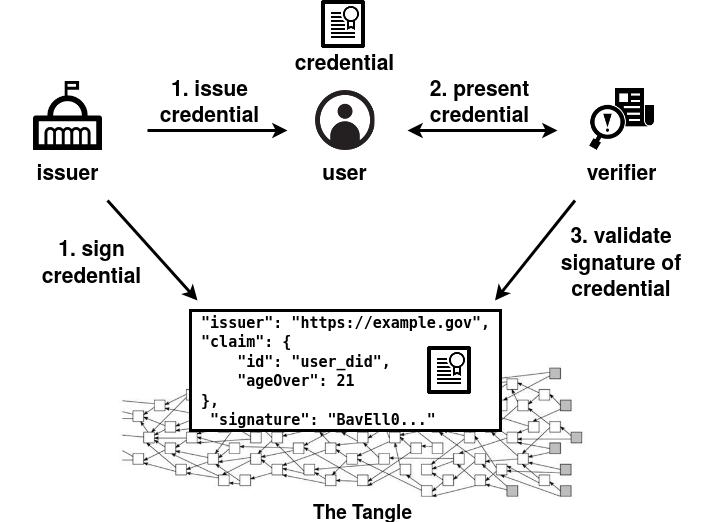 credential
1. issue
credential
2. present
credential
issuer
user
verifier
1. sign
credential
3. validate
signature of
credential
"issuer": "https://example.gov",
"claim": {
"id": "user_did",
"ageOver": 21
},
"signature": "BavEll0..."
The Tangle